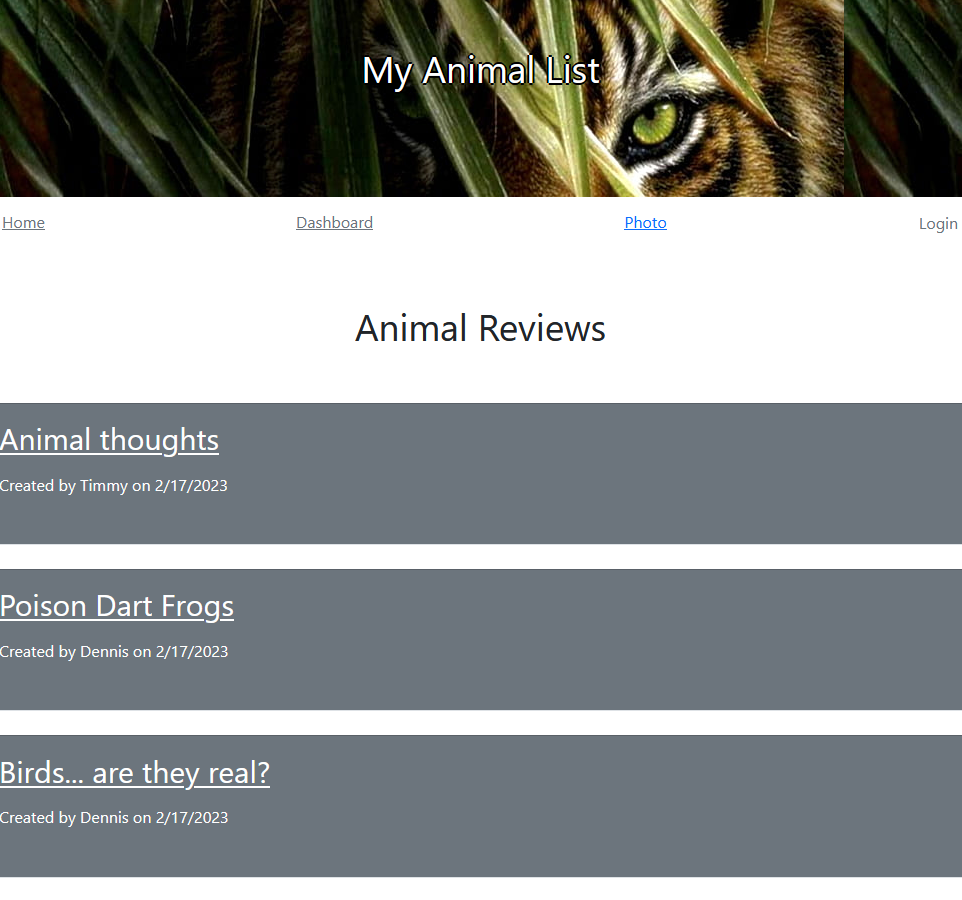 My Animal List
Home Dashboard Photo Login
Animal Reviews
Animal thoughts
Created by Timmy on 2/17/2023
Poison Dart Frogs
Created by Dennis on 2/17/2023
Birds... are they real?
Created by Dennis on 2/17/2023